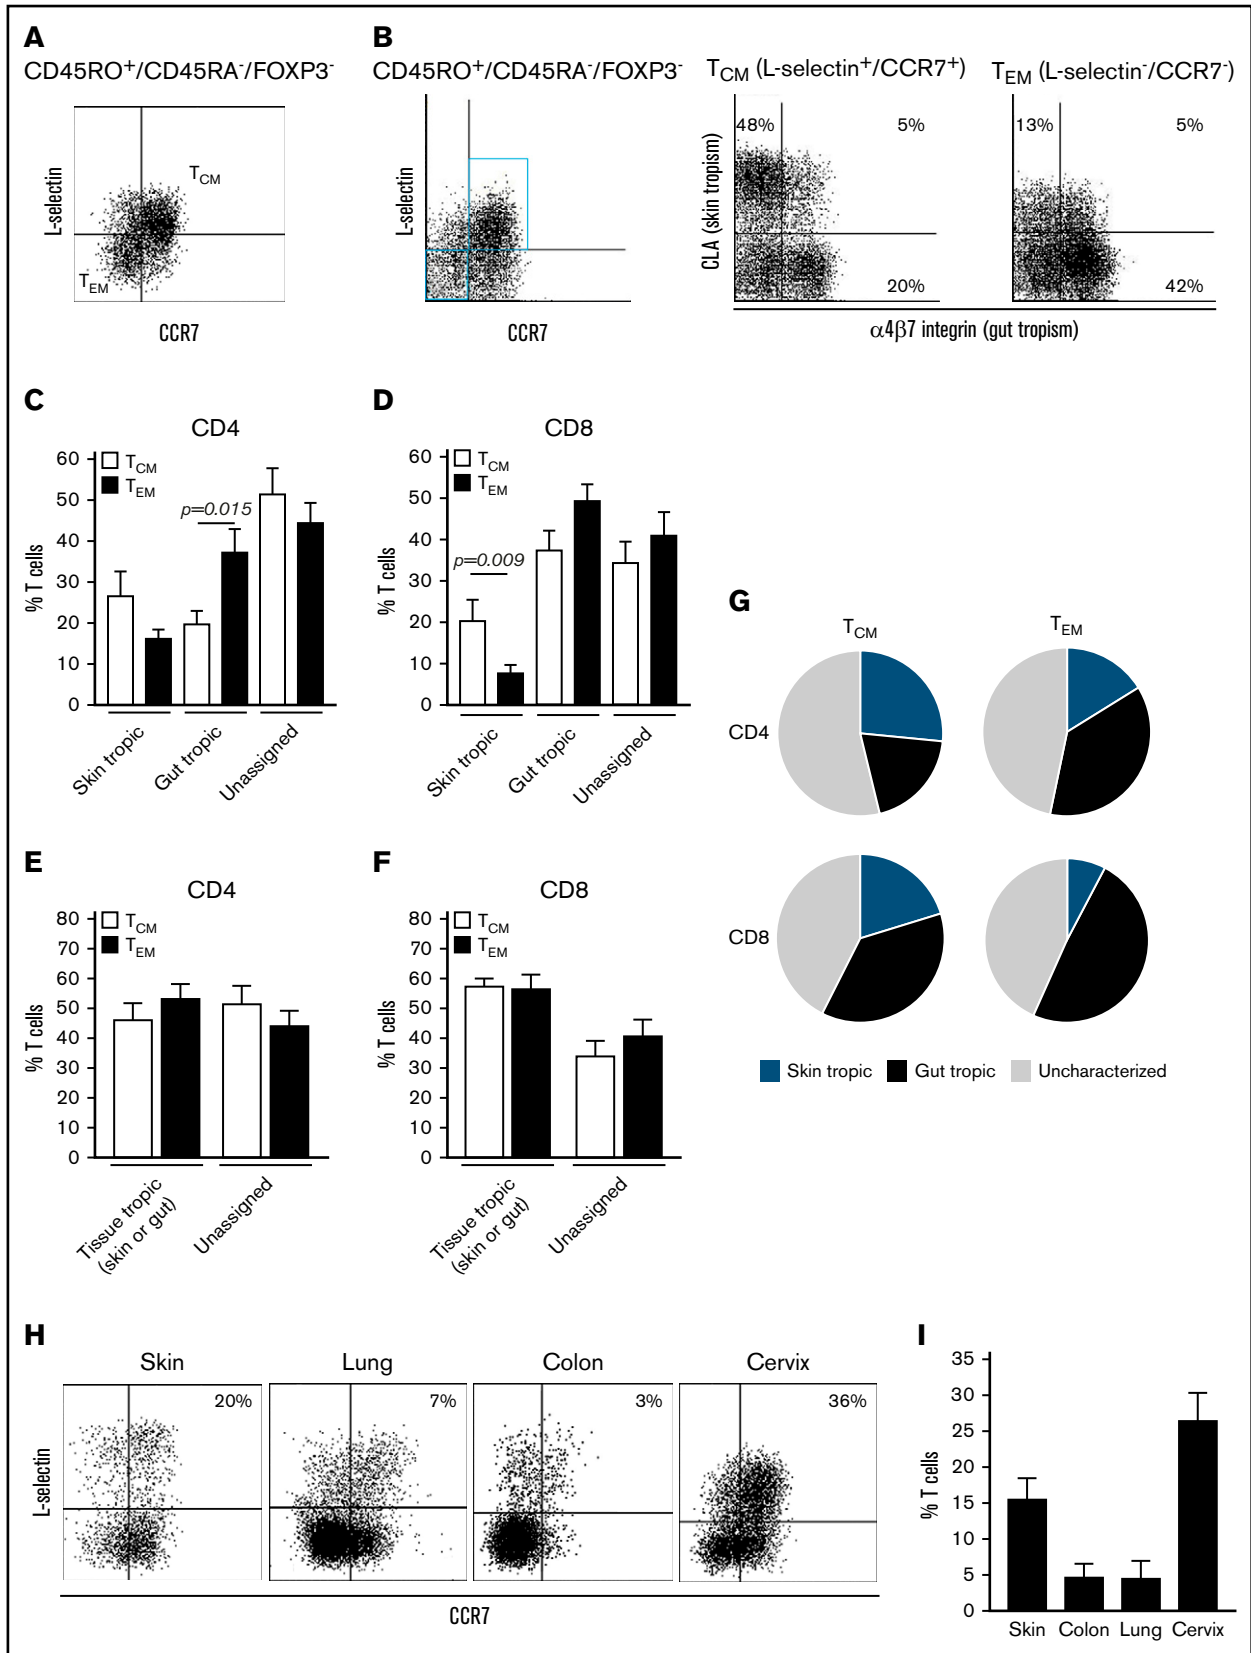 A
CD45RO+/CD45RA-/FOXP3-
L-selectin
TCM
TEM
CCR7
B
CD45RO+/CD45RA-/FOXP3-
L-selectin
CCR7
TCM (L-selectin+/CCR7+)
TEM (L-selectin-/CCR7-)
CLA (skin tropism)
48%
5%
20%
13%
5%
42%
α4β7 integrin (gut tropism)
C
CD4
% T cells
60
50
40
30
20
10
0
TCM
TEM
p=0.015
Skin tropic
Gut tropic
Unassigned
D
CD8
% T cells
60
50
40
30
20
10
0
TCM
TEM
p=0.009
Skin tropic
Gut tropic
Unassigned
E
CD4
% T cells
80
70
60
50
40
30
20
10
0
TCM
TEM
Tissue tropic
(skin or gut)
Unassigned
F
CD8
% T cells
80
70
60
50
40
30
20
10
0
TCM
TEM
Tissue tropic
(skin or gut)
Unassigned
G
TCM
TEM
CD4
CD8
Skin tropic
Gut tropic
Uncharacterized
H
Skin
Lung
Colon
Cervix
L-selectin
20%
7%
3%
36%
CCR7
I
% T cells
35
30
25
20
15
10
5
0
Skin
Colon
Lung
Cervix